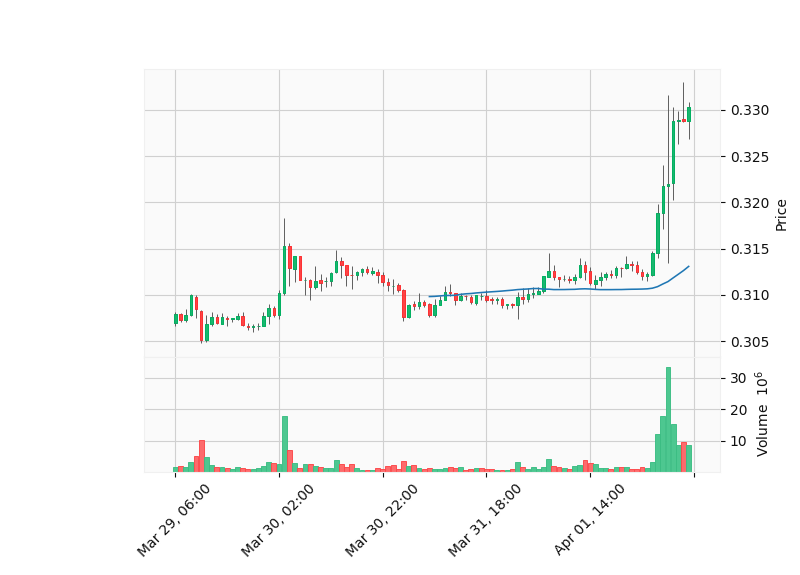 0.330
0.325
0.320
0.315
0.310
0.305
Price
30
20
10
Volume 10^6
Mar 29, 06:00
Mar 30, 02:00
Mar 30, 22:00
Mar 31, 18:00
Apr 01, 14:00